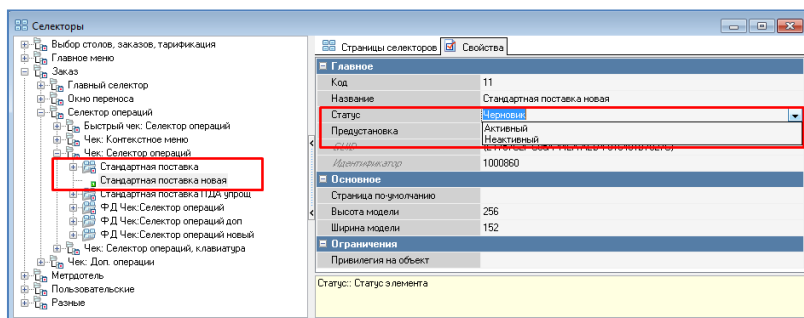 Селекторы
Выбор столов, заказов, тарификация
Главное меню
Заказ
Главный селектор
Окно переноса
Селектор операций
Быстрый чек: Селектор операций
Чек: Контекстное меню
Чек: Селектор операций
Стандартная поставка
Стандартная поставка новая
Стандартная поставка ПДА упрощ
ФД Чек:Селектор операций
ФД Чек:Селектор операций доп
ФД Чек:Селектор операций новый
Чек: Селектор операций, клавиатура
Чек: Доп. операции
Метрдотель
Пользовательские
Разные
Страницы селекторов Свойства
Главное
Код 11
Название Стандартная поставка новая
Статус Черновик
Активный
Предустановка
Неактивный
GUID
Идентификатор 1000860
Основное
Страница по-умолчанию
Высота модели 256
Ширина модели 152
Ограничения
Привилегия на объект
Статус:: Статус элемента